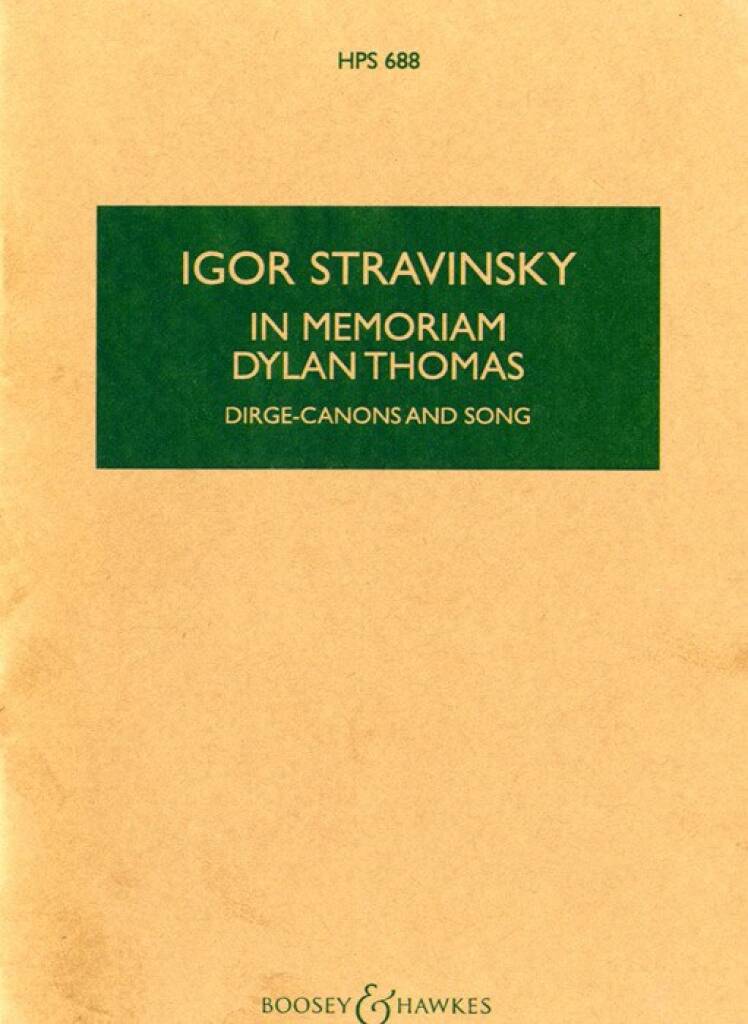 HPS 688
IGOR STRAVINSKY
IN MEMORIAM
DYLAN THOMAS
DIRGE-CANONS AND SONG
BOOSEY & HAWKES